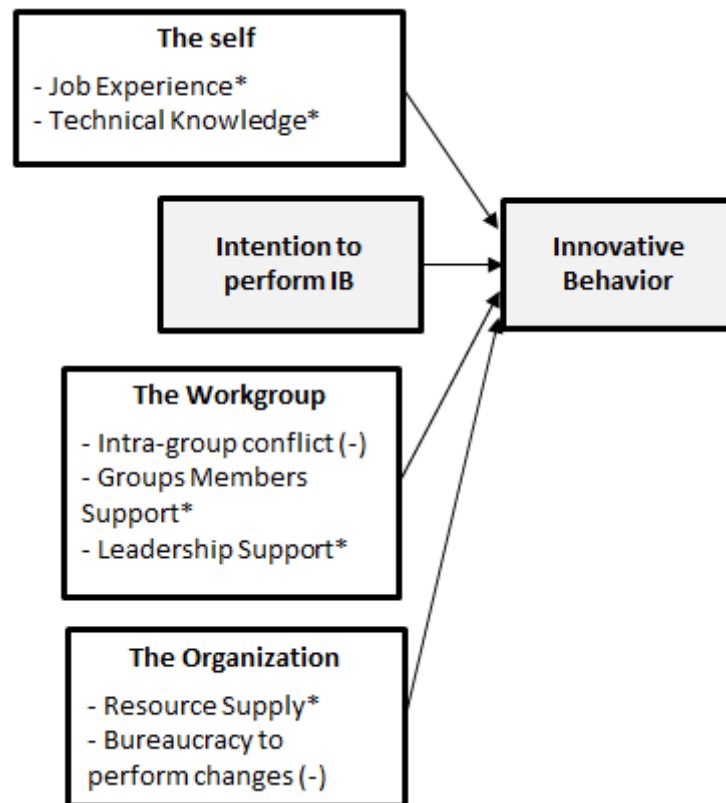 The self
- Job Experience*
- Technical Knowledge*
Intention to
perform IB
Innovative
Behavior
The Workgroup
- Intra-group conflict (-)
- Groups Members
Support*
- Leadership Support*
The Organization
- Resource Supply*
- Bureaucracy to
perform changes (-)